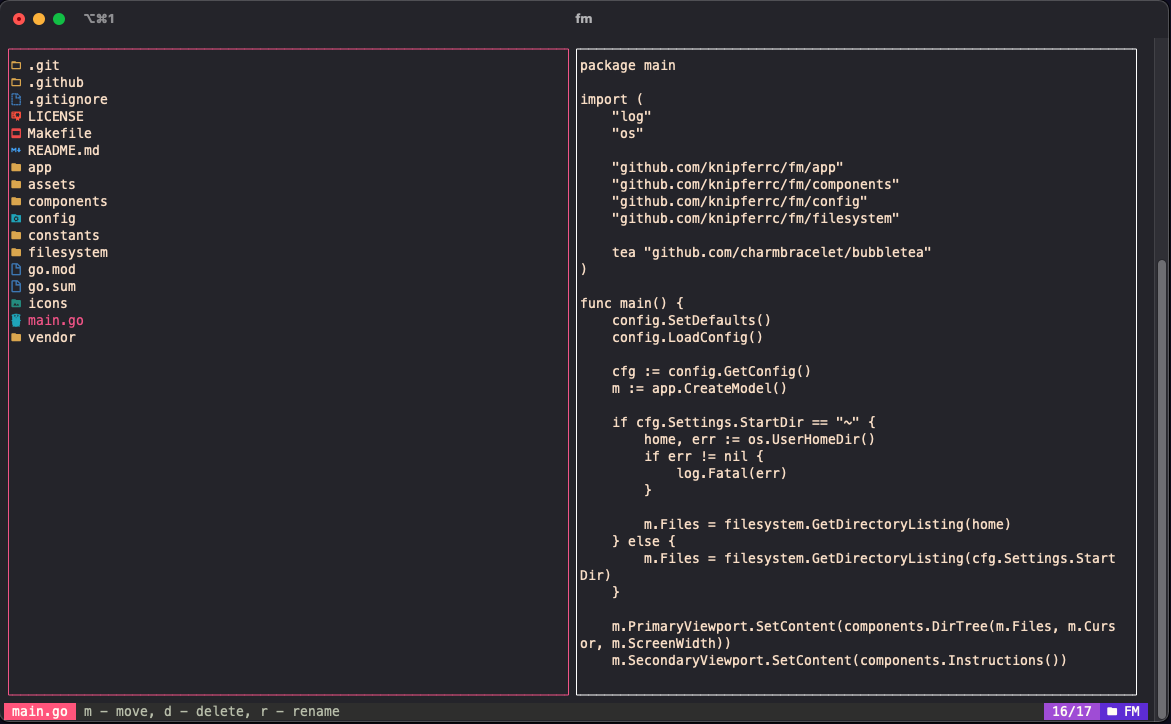 ⌥⌘1
fm
.git
.github
.gitignore
LICENSE
Makefile
README.md
app
assets
components
config
constants
filesystem
go.mod
go.sum
icons
main.go
vendor
package main

import (
    "log"
    "os"

    "github.com/knipferrc/fm/app"
    "github.com/knipferrc/fm/components"
    "github.com/knipferrc/fm/config"
    "github.com/knipferrc/fm/filesystem"

    tea "github.com/charmbracelet/bubbletea"
)

func main() {
    config.SetDefaults()
    config.LoadConfig()

    cfg := config.GetConfig()
    m := app.CreateModel()

    if cfg.Settings.StartDir == "~" {
        home, err := os.UserHomeDir()
        if err != nil {
            log.Fatal(err)
        }

        m.Files = filesystem.GetDirectoryListing(home)
    } else {
        m.Files = filesystem.GetDirectoryListing(cfg.Settings.Start
Dir)
    }

    m.PrimaryViewport.SetContent(components.DirTree(m.Files, m.Curs
or, m.ScreenWidth))
    m.SecondaryViewport.SetContent(components.Instructions())
main.go m - move, d - delete, r - rename 16/17 FM